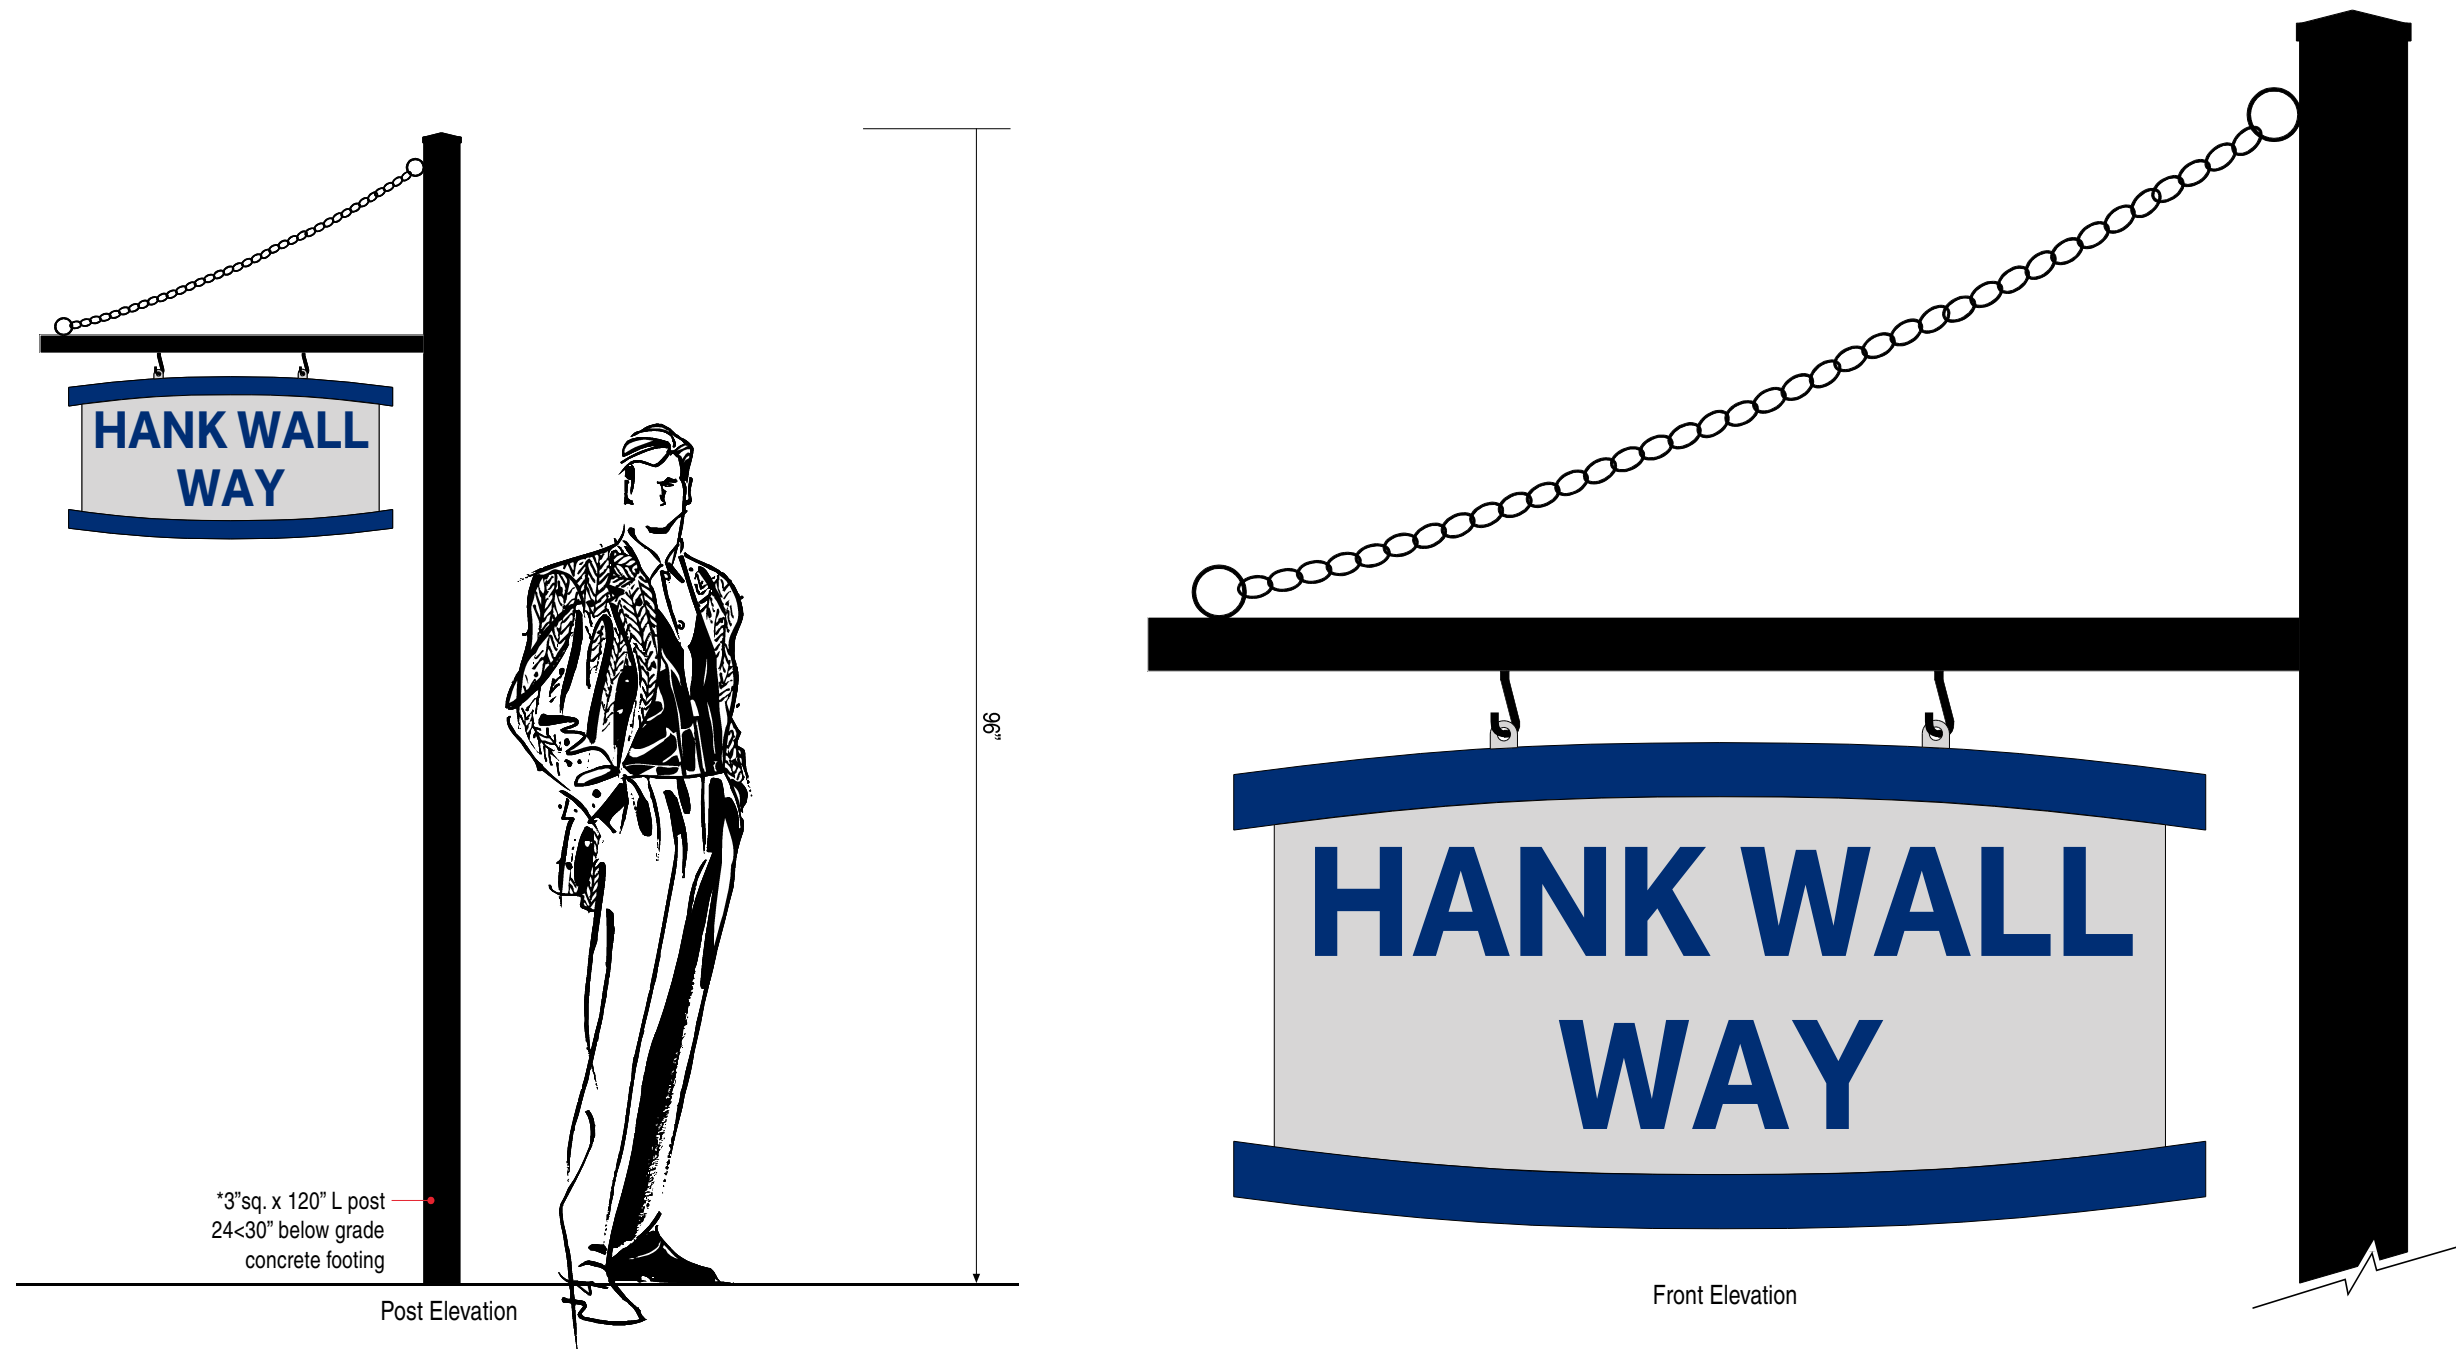 HANK WALL
WAY
*3”sq. x 120” L post
24<30” below grade
concrete footing
Post Elevation
96”
HANK WALL
WAY
Front Elevation